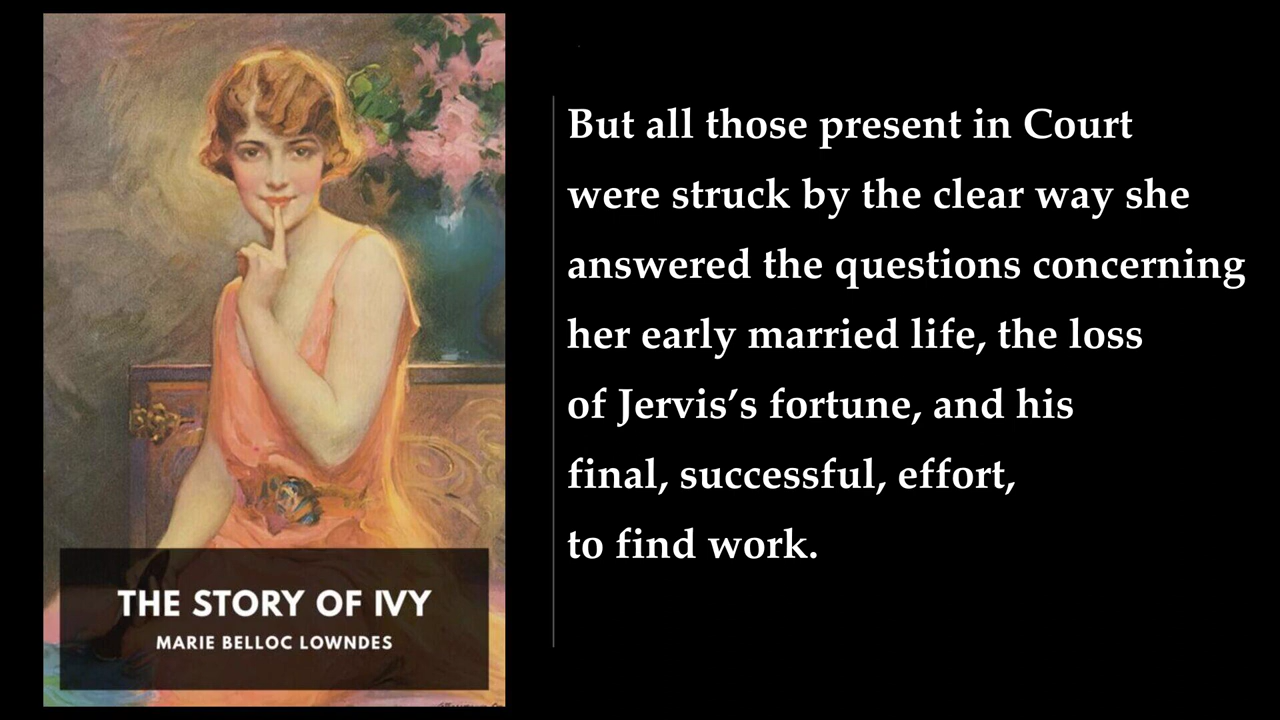 THE STORY OF IVY
MARIE BELLOC LOWNDES
But all those present in Court
were struck by the clear way she
answered the questions concerning
her early married life, the loss
of Jervis’s fortune, and his
final, successful, effort,
to find work.